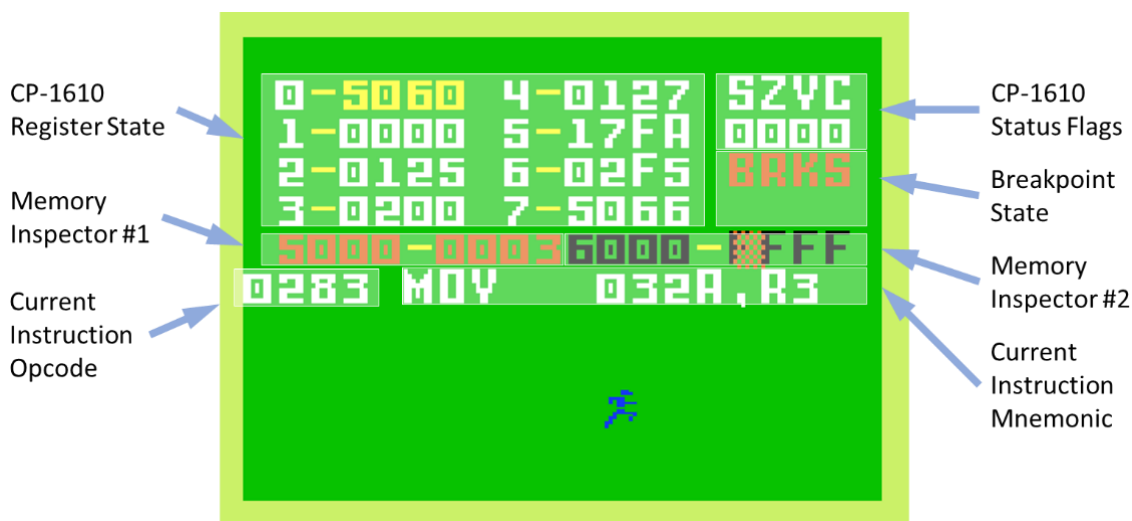 CP-1610
Register State
Memory
Inspector #1
Current
Instruction
Opcode
0-5060 4-0127 SZVC
1-0000 5-17FA 0000
2-0125 6-02F5 BRKS
3-0200 7-5066
5000-0003 6000-FFFF
0283 MOV 032A,R3
CP-1610
Status Flags
Breakpoint
State
Memory
Inspector #2
Current
Instruction
Mnemonic